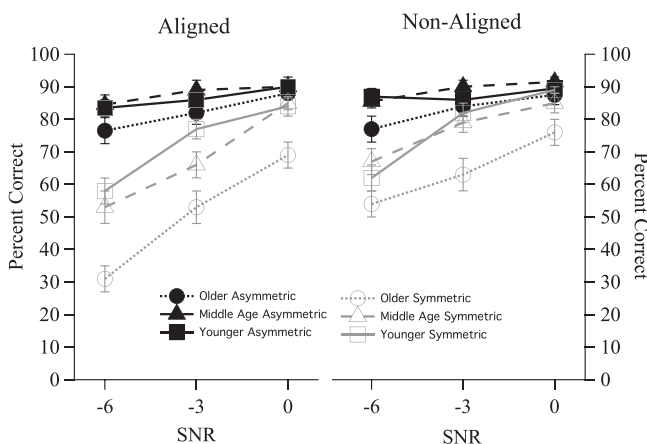 Aligned
Non-Aligned
100
90
80
70
60
50
40
30
20
10
0
Percent Correct
-6
-3
0
SNR
Older Asymmetric
Middle Age Asymmetric
Younger Asymmetric
Older Symmetric
Middle Age Symmetric
Younger Symmetric
-6
-3
0
SNR
100
90
80
70
60
50
40
30
20
10
0
Percent Correct